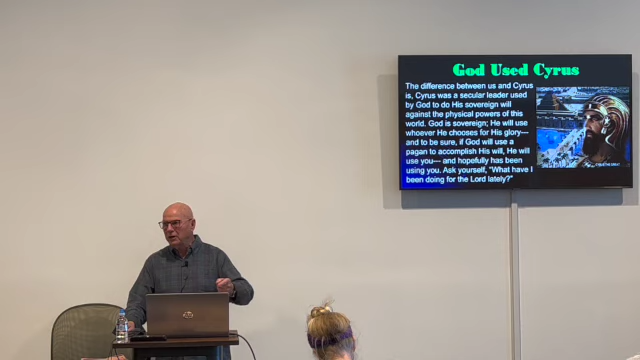 God Used Cyrus
The difference between us and Cyrus
is, Cyrus was a secular leader used
by God to do His sovereign will
against the physical powers of this
world. God is sovereign; He will use
whoever He chooses for His glory—
and to be sure, if God will use a
pagan to accomplish His will, He will
use you— and hopefully has been
using you. Ask yourself, "What have I
been doing for the Lord lately?"
hp